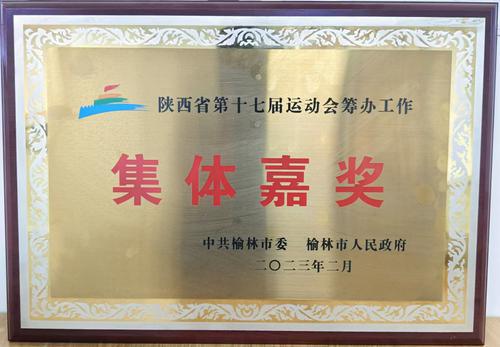 陕西省第十七届运动会筹办工作
集体嘉奖
中共榆林市委 榆林市人民政府
二〇二三年二月